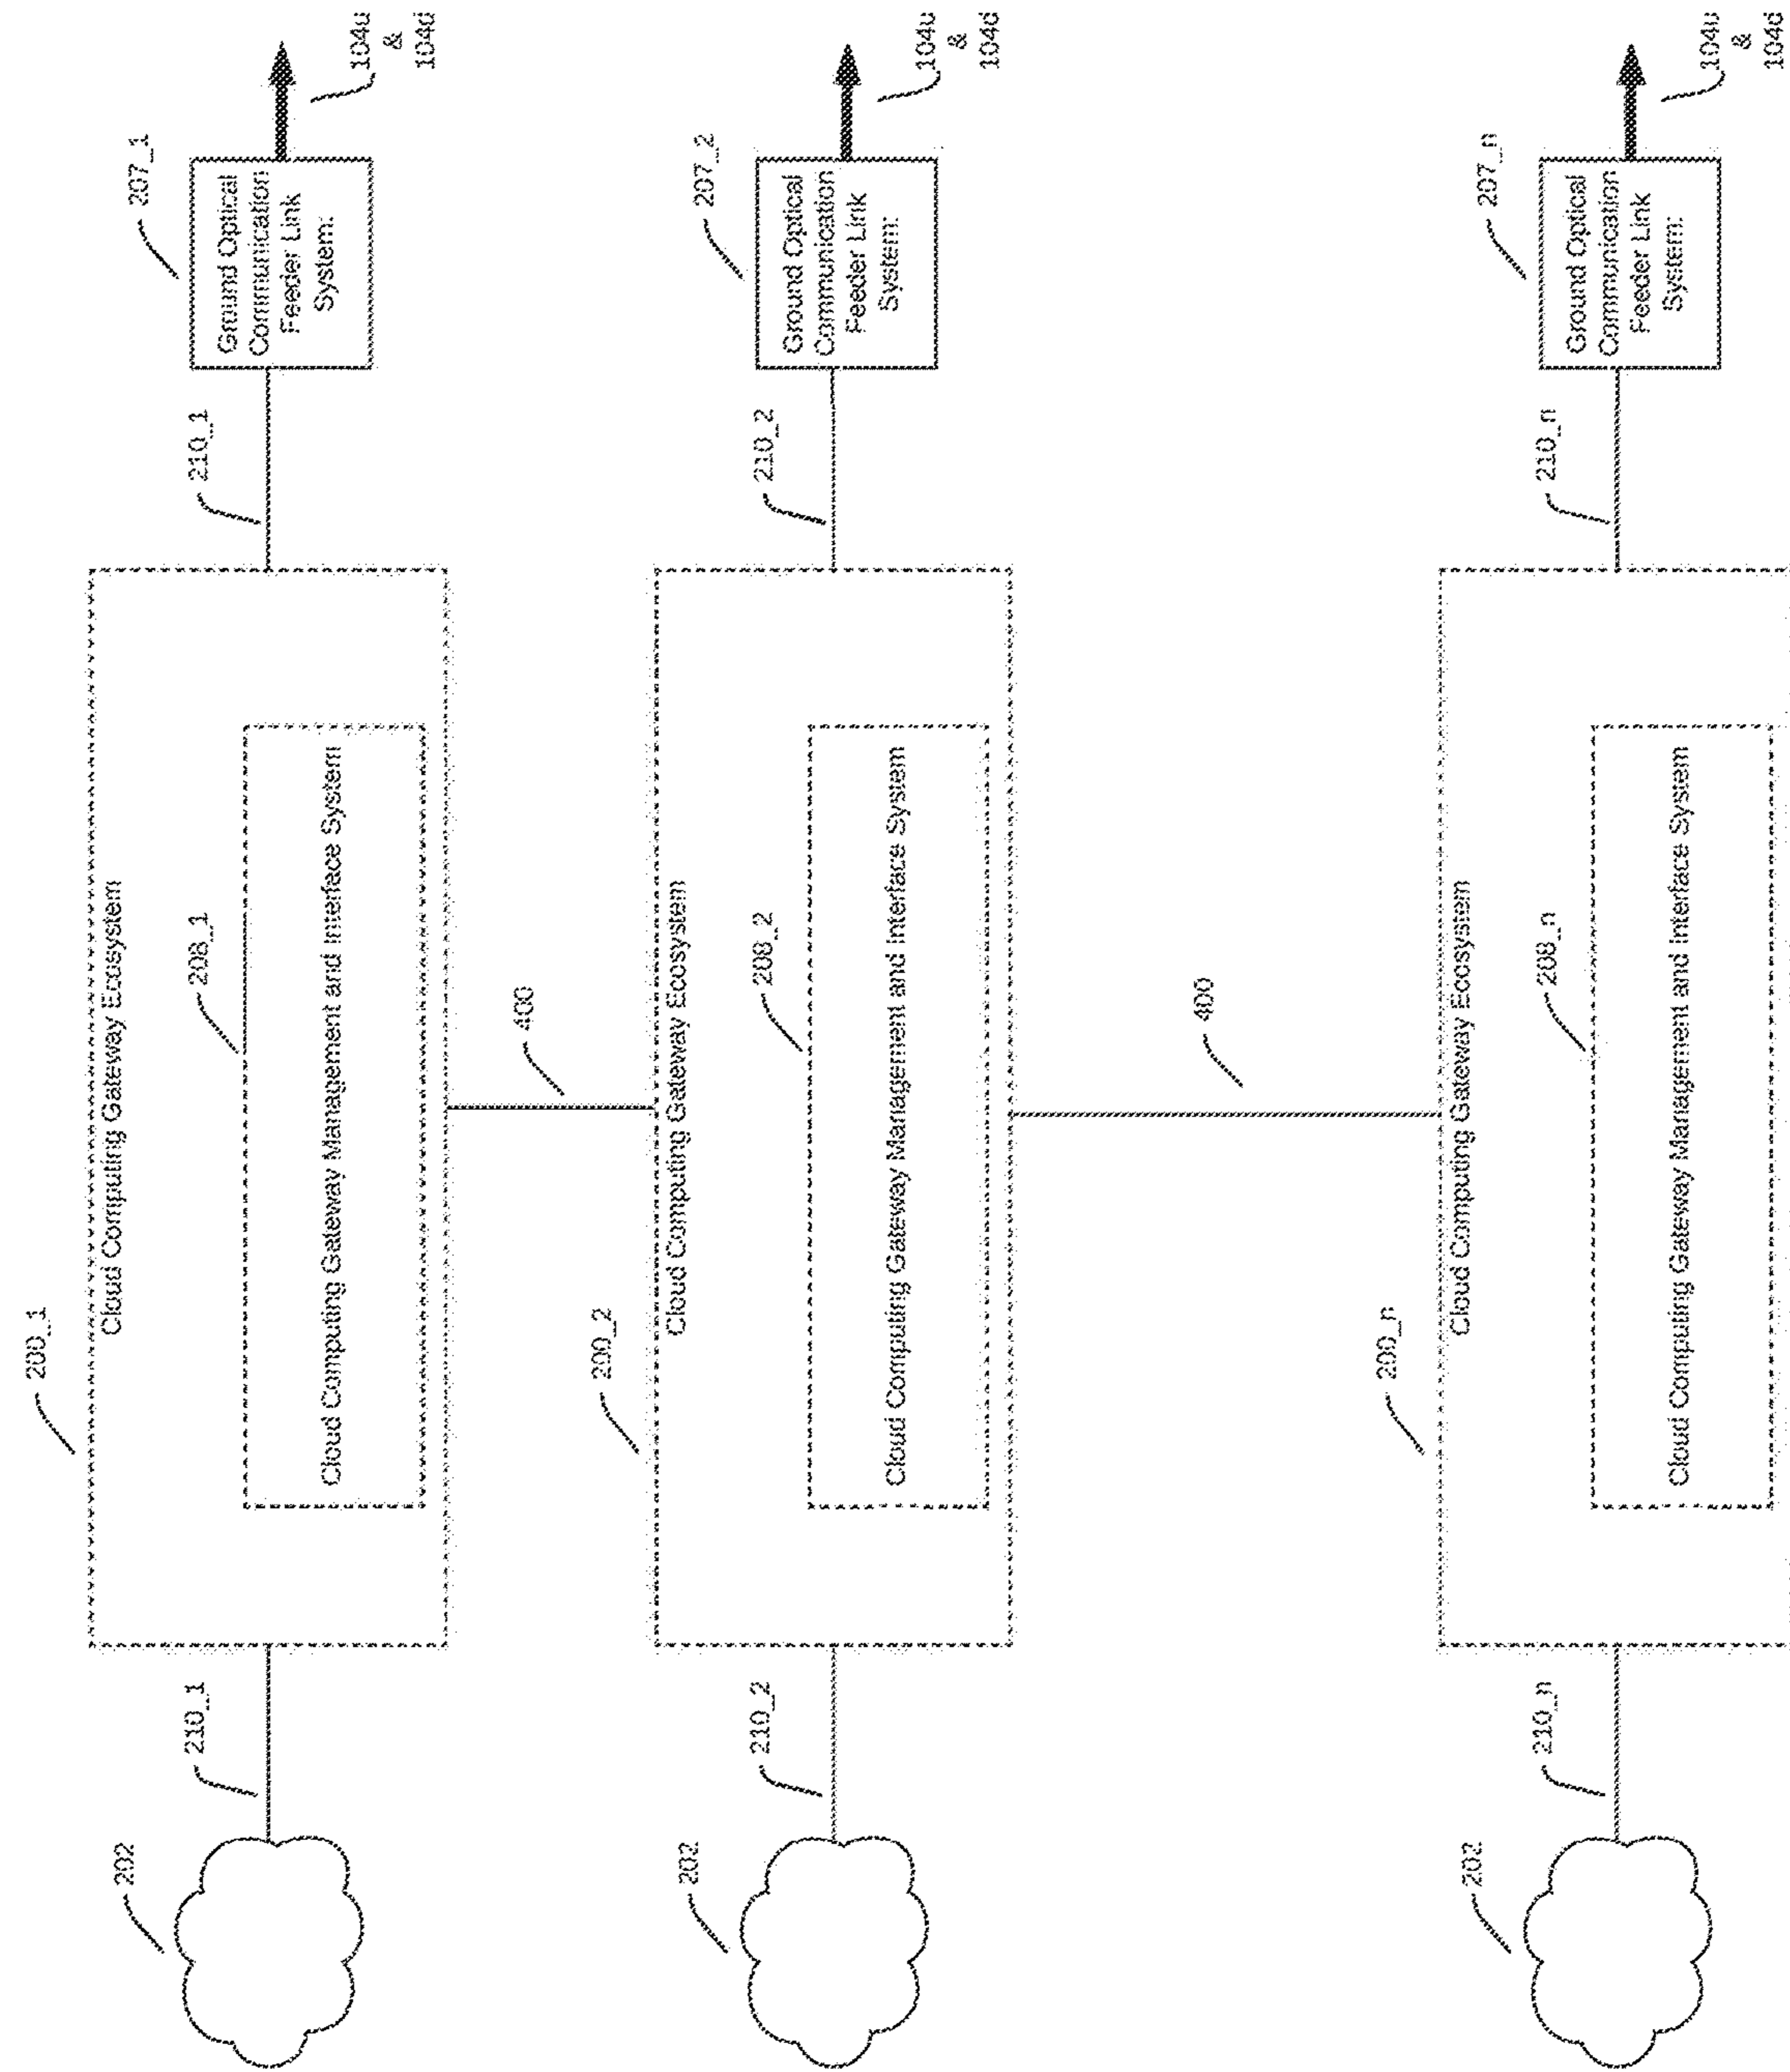 200_1
Cloud Computing Gateway Ecosystem
202
207_1
210_1
208_1
210_1
Ground Optical
Communication
Feeder Link
System:
Cloud Computing Gateway Management and Interface System
104u
&
104d
400
200_2
Cloud Computing Gateway Ecosystem
202
207_2
210_2
208_2
210_2
Ground Optical
Communication
Feeder Link
System:
Cloud Computing Gateway Management and Interface System
104u
&
104d
400
200_n
Cloud Computing Gateway Ecosystem
202
207_n
210_n
208_n
210_n
Ground Optical
Communication
Feeder Link
System:
Cloud Computing Gateway Management and Interface System
104u
&
104d